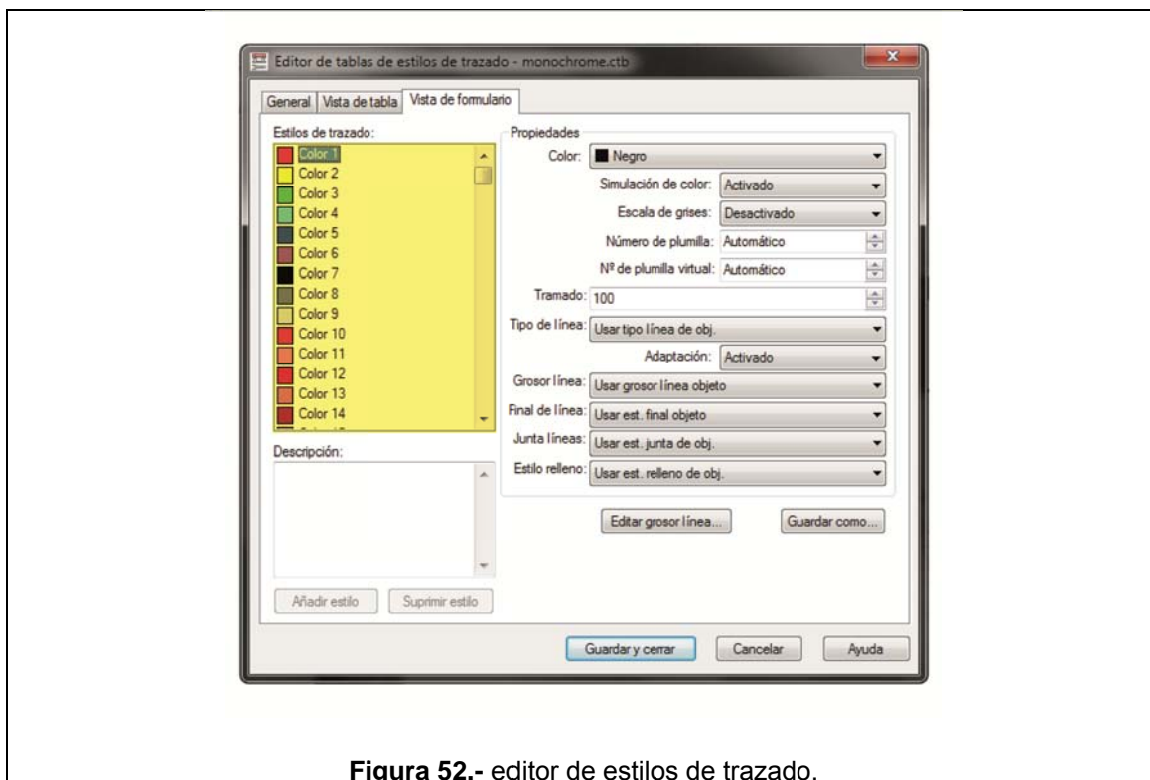 Editor de tablas de estilos de trazado - monochrome.ctb
General
Vista de tabla
Vista de formulario
Estilos de trazado:
Color 1
Color 2
Color 3
Color 4
Color 5
Color 6
Color 7
Color 8
Color 9
Color 10
Color 11
Color 12
Color 13
Color 14
Descripción:
Añadir estilo
Suprimir estilo
Propiedades
Color: Negro
Simulación de color: Activado
Escala de grises: Desactivado
Número de plumilla: Automático
Nº de plumilla virtual: Automático
Tramado: 100
Tipo de línea: Usar tipo línea de obj.
Adaptación: Activado
Grosor línea: Usar grosor línea objeto
Final de línea: Usar est. final objeto
Junta líneas: Usar est. junta de obj.
Estilo relleno: Usar est. relleno de obj.
Editar grosor línea...
Guardar como...
Guardar y cerrar
Cancelar
Ayuda
Figura 52.- editor de estilos de trazado.